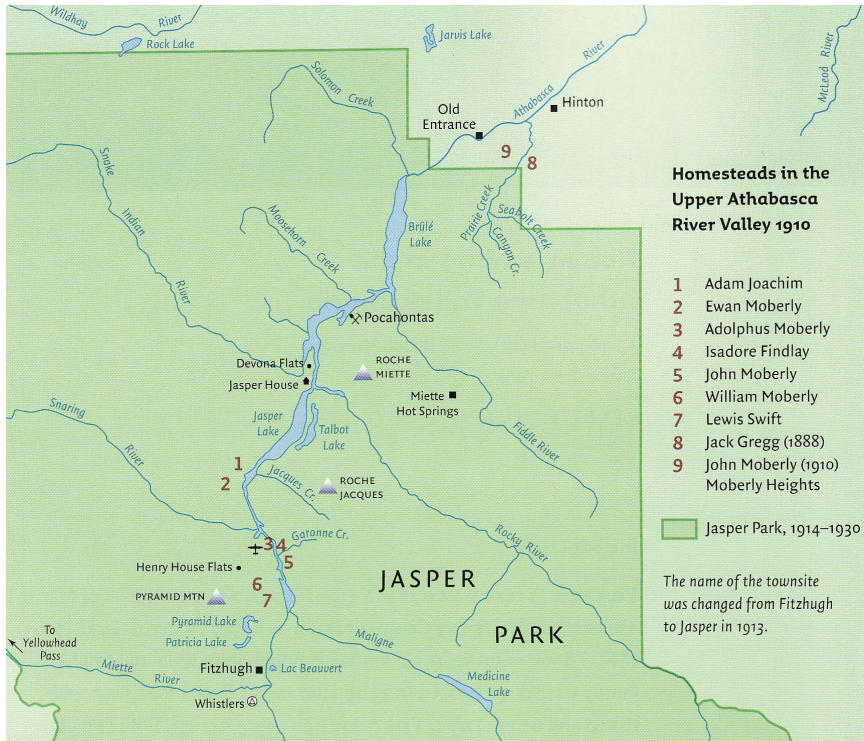 Wildhay River
Rock Lake
Jarvis Lake
McLeod River
Solomon Creek
Athabasca River
Old
Entrance
Hinton
9
8
Snake Indian River
Moosehorn Creek
Brûlé
Lake
Prairie Creek
Seabolt Creek
Canyon Cr.
Pocahontas
Devona Flats
Jasper House
ROCHE
MIETTE
Miette
Hot Springs
Jasper
Lake
Talbot
Lake
Fiddle River
Snaring River
1
2
Jacques Cr.
ROCHE
JACQUES
3
4
5
Garonne Cr.
Rocky River
Henry House Flats
6
7
PYRAMID MTN
JASPER
PARK
Pyramid Lake
Patricia Lake
Maligne
To
Yellowhead
Pass
Miette River
Fitzhugh
Lac Beauvert
Medicine
Lake
Whistlers
Homesteads in the
Upper Athabasca
River Valley 1910
1 Adam Joachim
2 Ewan Moberly
3 Adolphus Moberly
4 Isadore Findlay
5 John Moberly
6 William Moberly
7 Lewis Swift
8 Jack Gregg (1888)
9 John Moberly (1910)
Moberly Heights
Jasper Park, 1914–1930
The name of the townsite
was changed from Fitzhugh
to Jasper in 1913.